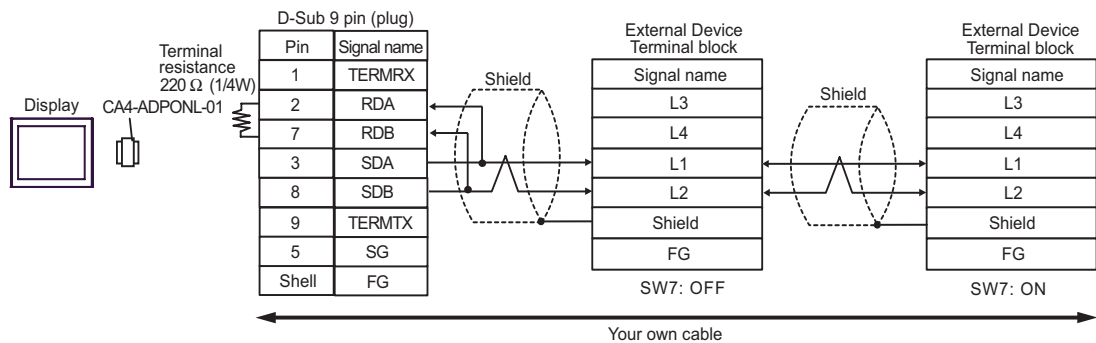 D-Sub 9 pin (plug)
Pin Signal name
1 TERMRX
2 RDA
7 RDB
3 SDA
8 SDB
9 TERMTX
5 SG
Shell FG
Terminal
resistance
220 Ω (1/4W)
Display
CA4-ADPONL-01
Shield
External Device
Terminal block
Signal name
L3
L4
L1
L2
Shield
FG
SW7: OFF
Shield
External Device
Terminal block
Signal name
L3
L4
L1
L2
Shield
FG
SW7: ON
Your own cable